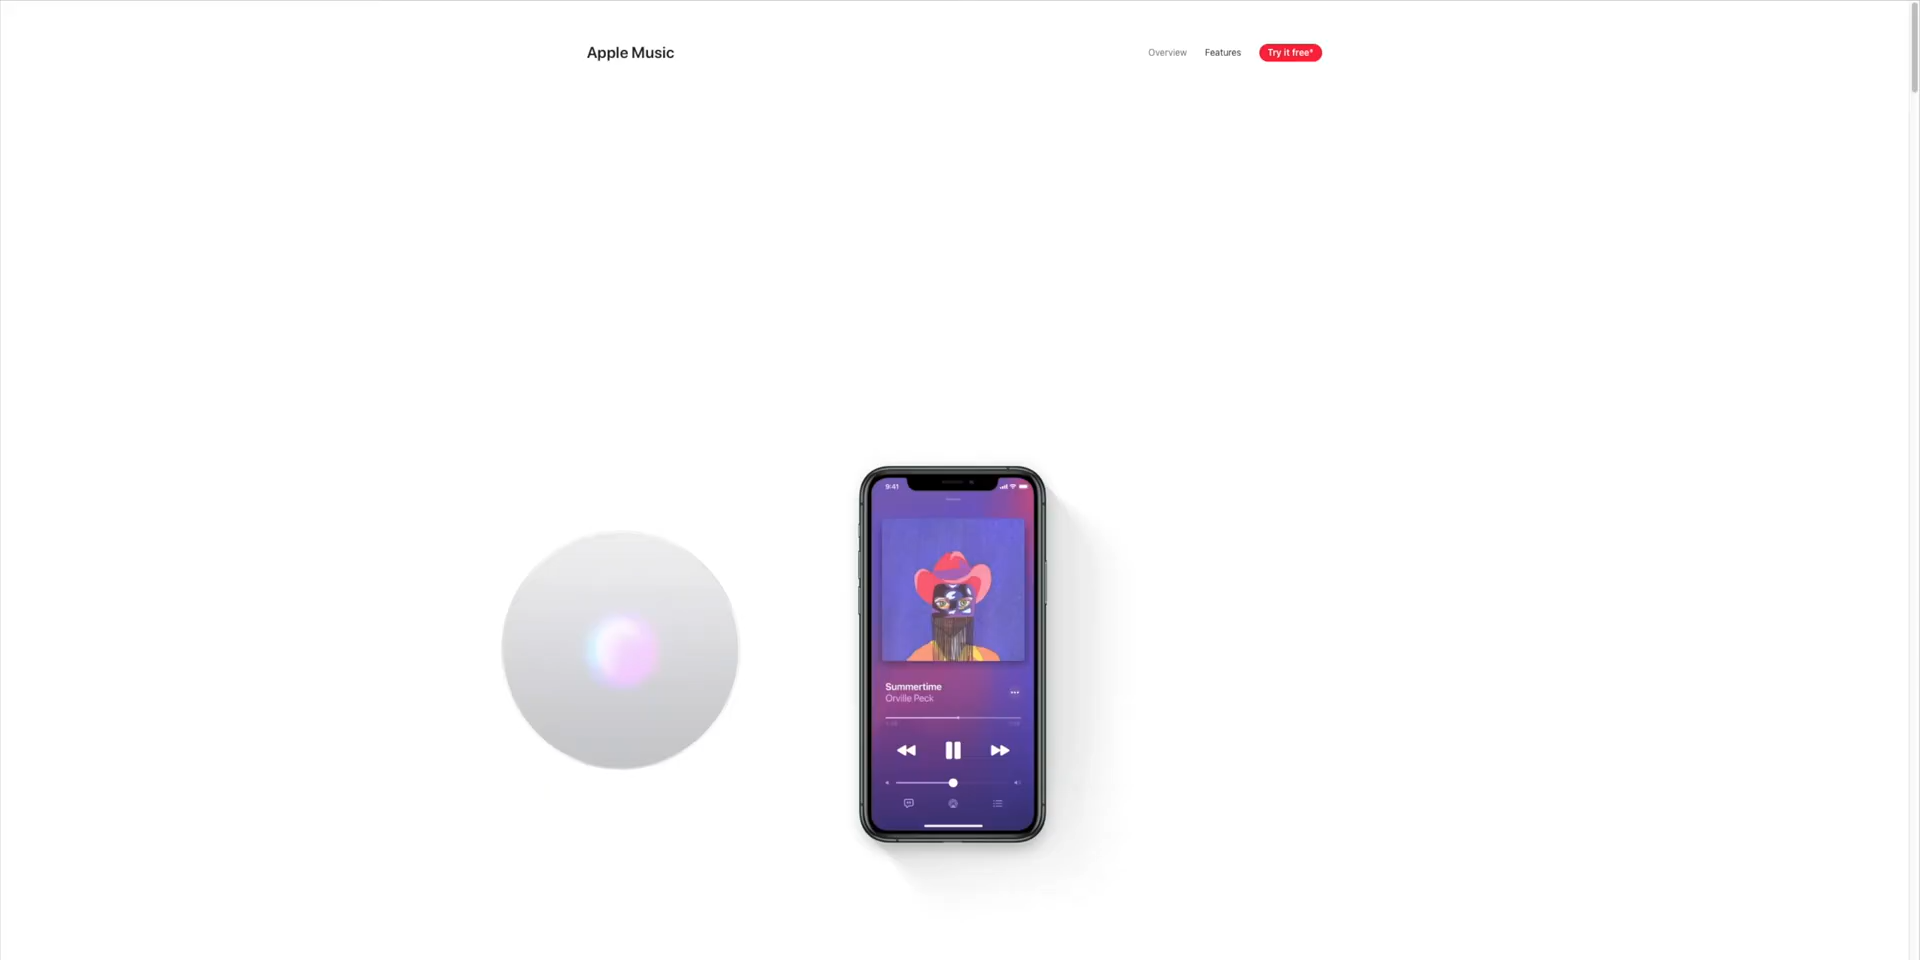 Apple Music
Overview
Features
Try it free*
9:41
Summertime
Orville Peck